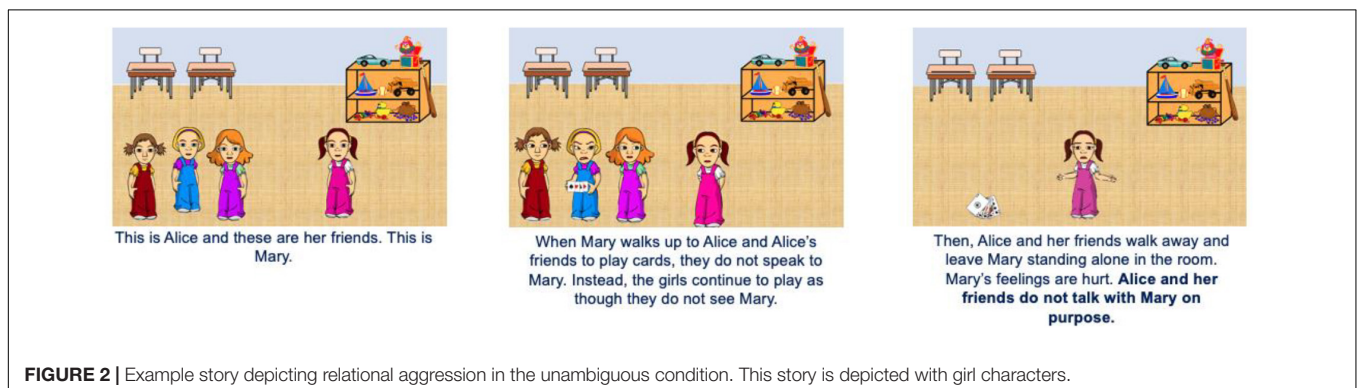 This is Alice and these are her friends. This is
Mary.
When Mary walks up to Alice and Alice's
friends to play cards, they do not speak to
Mary. Instead, the girls continue to play as
though they do not see Mary.
Then, Alice and her friends walk away and
leave Mary standing alone in the room.
Mary's feelings are hurt. Alice and her
friends do not talk with Mary on
purpose.
FIGURE 2 | Example story depicting relational aggression in the unambiguous condition. This story is depicted with girl characters.